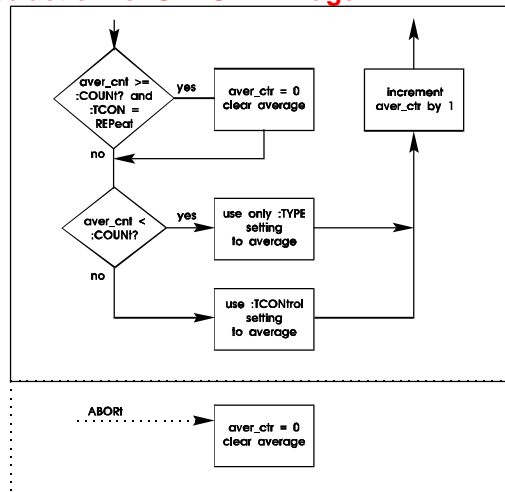 aver_cnt >=
:COUNt? and
:TCON =
REPeat
yes
aver_ctr = 0
clear average
increment
aver_ctr by 1
no
aver_cnt <
:COUNt?
yes
use only :TYPE
setting
to average
no
use :TCONtrol
setting
to average
ABORt
aver_ctr = 0
clear average